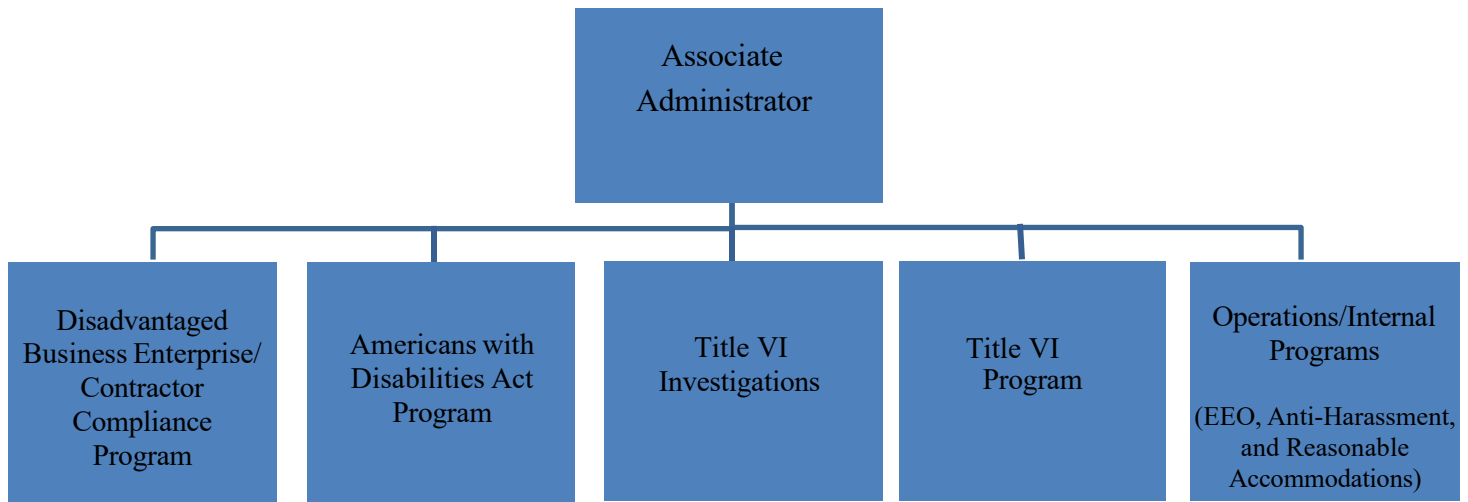 Associate
Administrator
Disadvantaged
Business Enterprise/
Contractor
Compliance
Program
Americans with
Disabilities Act
Program
Title VI
Investigations
Title VI
Program
Operations/Internal
Programs
(EEO, Anti-Harassment,
and Reasonable
Accommodations)